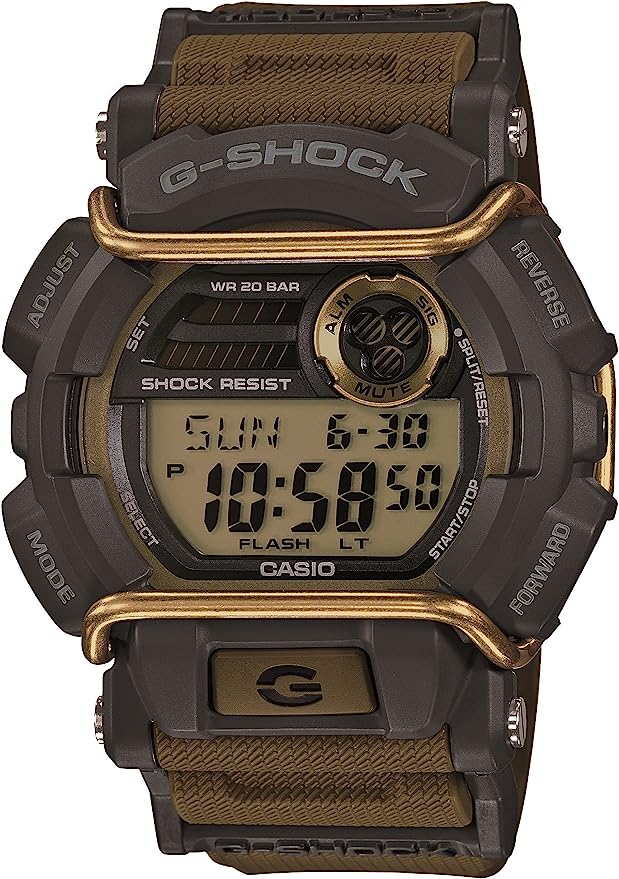 G-SHOCK
ADJUST
REVERSE
WR 20 BAR
ALM
SIG
MUTE
SET
SPLIT/RESET
SHOCK RESIST
SUN 6-30
P 10:58 50
SELECT
START/STOP
FLASH LT
CASIO
MODE
FORWARD
G
G-SHOCK